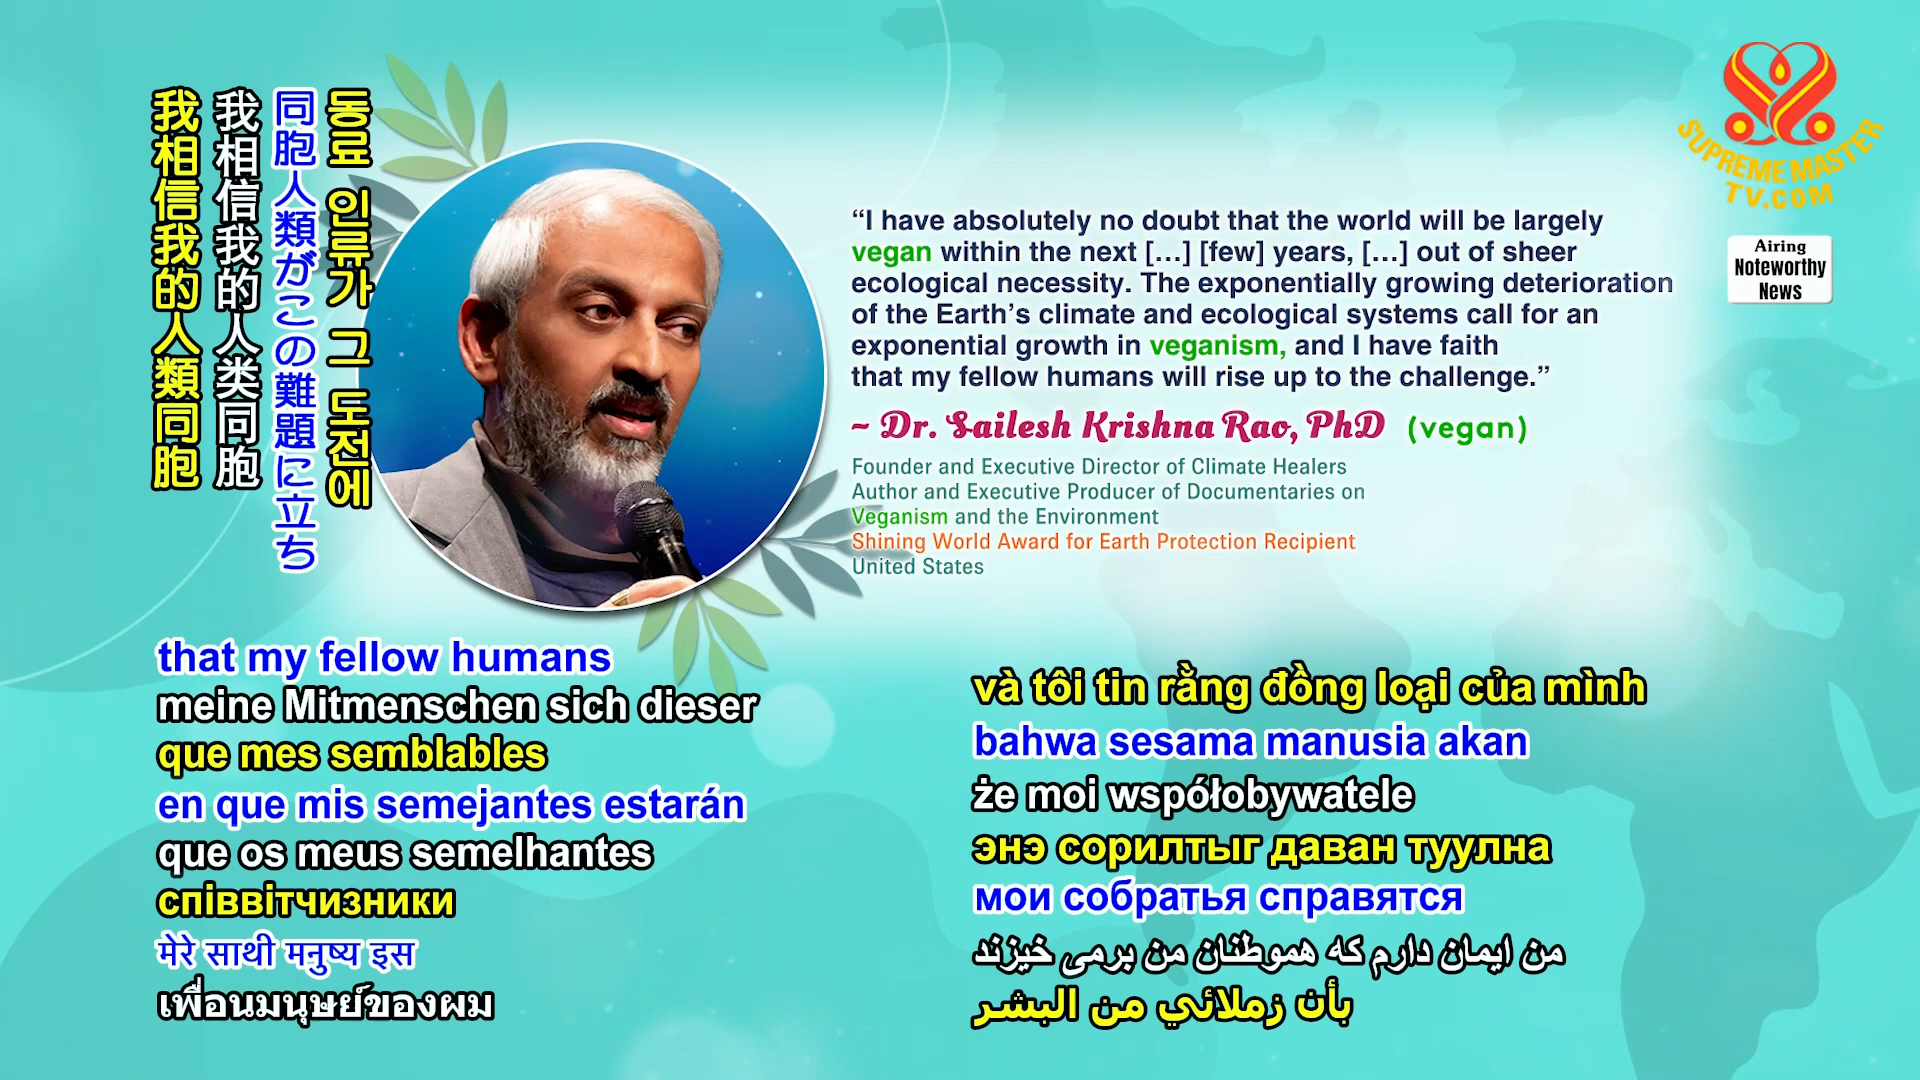 我相信我的人類同胞
我相信我的人类同胞
同胞人類がこの難題に立ち
동료 인류가 그 도전에
SUPREME MASTER
TV.COM
Airing
Noteworthy
News
“I have absolutely no doubt that the world will be largely
vegan within the next […] [few] years, […] out of sheer
ecological necessity. The exponentially growing deterioration
of the Earth’s climate and ecological systems call for an
exponential growth in veganism, and I have faith
that my fellow humans will rise up to the challenge.”
~ Dr. Sailesh Krishna Rao, PhD (vegan)
Founder and Executive Director of Climate Healers
Author and Executive Producer of Documentaries on
Veganism and the Environment
Shining World Award for Earth Protection Recipient
United States
that my fellow humans
meine Mitmenschen sich dieser
que mes semblables
en que mis semejantes estarán
que os meus semelhantes
співвітчизники
मेरे साथी मनुष्य इस
เพื่อนมนุษย์ของผม
và tôi tin rằng đồng loại của mình
bahwa sesama manusia akan
że moi współobywatele
энэ сорилтыг даван туулна
мои собратья справятся
من ایمان دارم که هموطنان من برمی خیزند
بأن زملائي من البشر